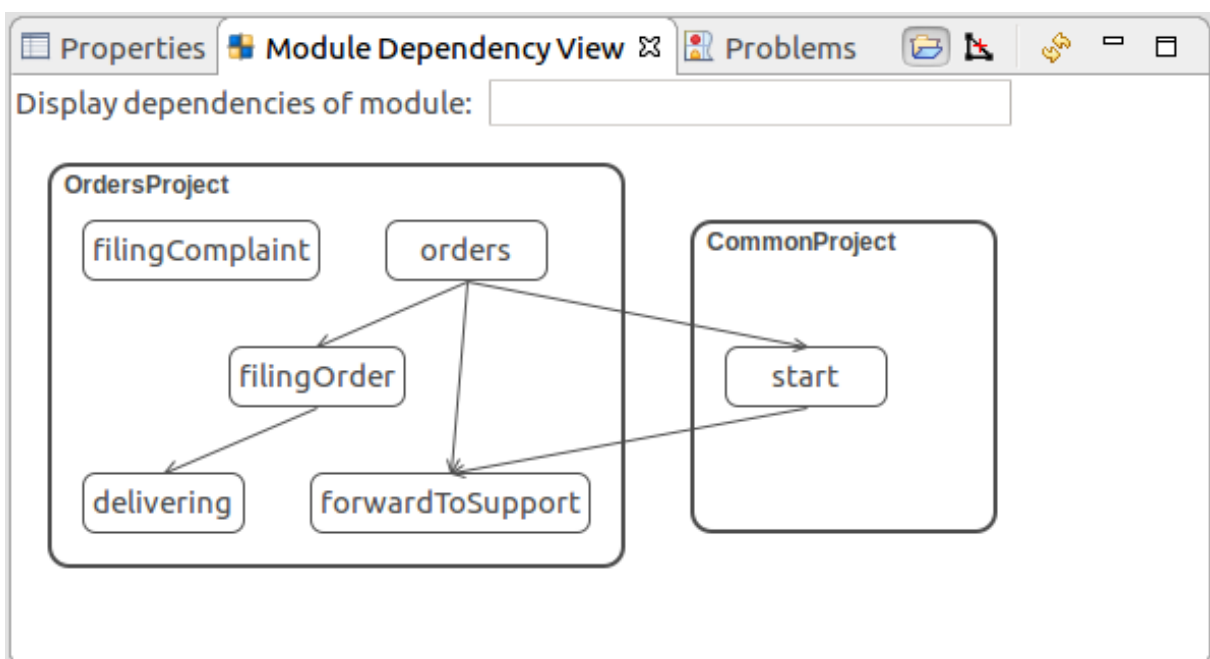 Properties Module Dependency View Problems
Display dependencies of module:
OrdersProject
filingComplaint orders
CommonProject
filingOrder start
delivering forwardToSupport